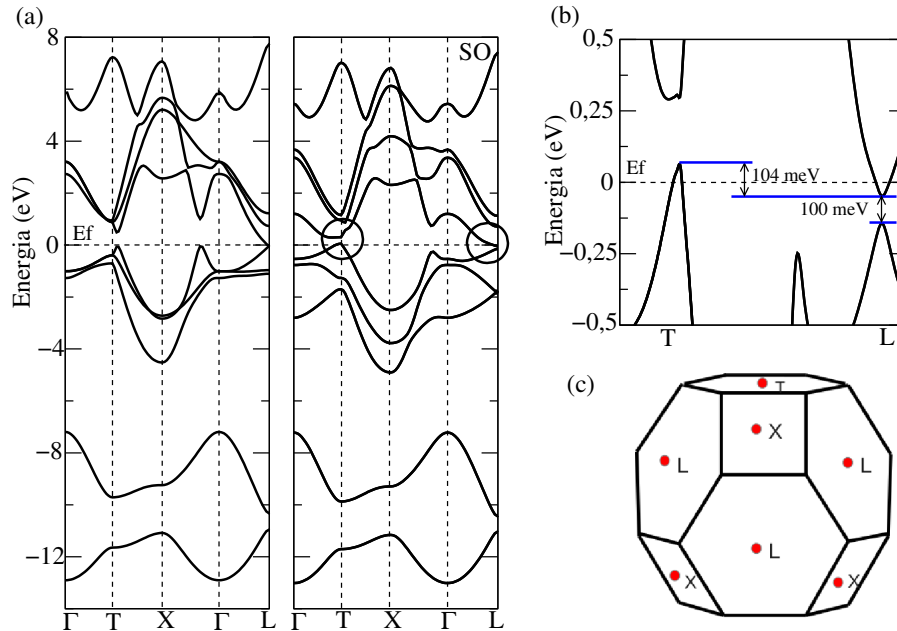 (a)
SO
Energia (eV)
8
4
0
−4
−8
−12
Ef
Γ T X Γ L
Γ T X Γ L
(b)
Energia (eV)
0,5
0,25
0
−0,25
−0,5
Ef
104 meV
100 meV
T L
(c)
T
X
L L
L
X X